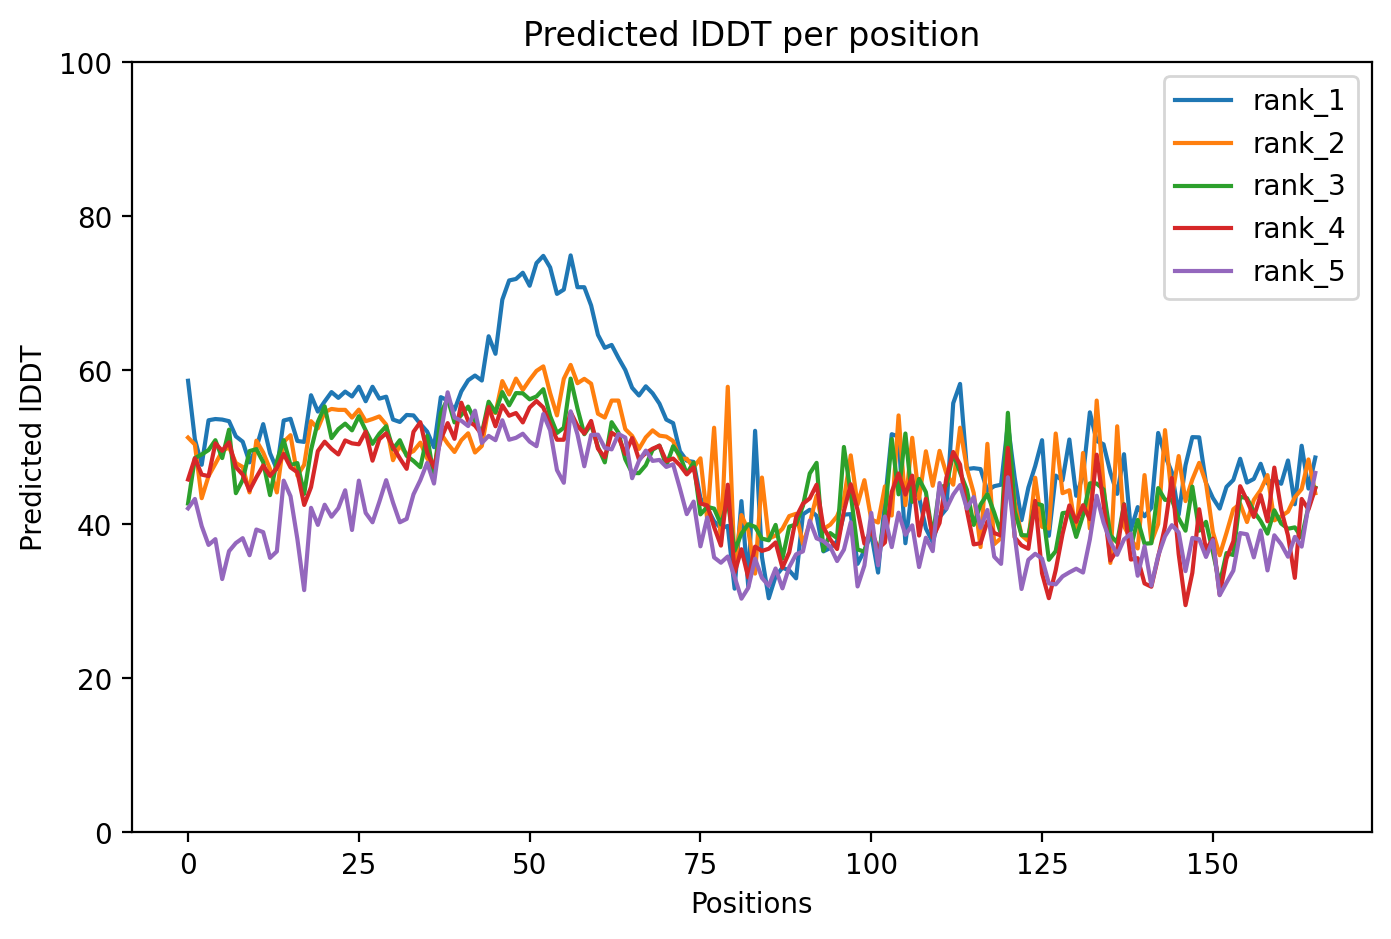 Predicted lDDT per position
100
80
60
40
20
0
Predicted lDDT
0 25 50 75 100 125 150
Positions
rank_1
rank_2
rank_3
rank_4
rank_5